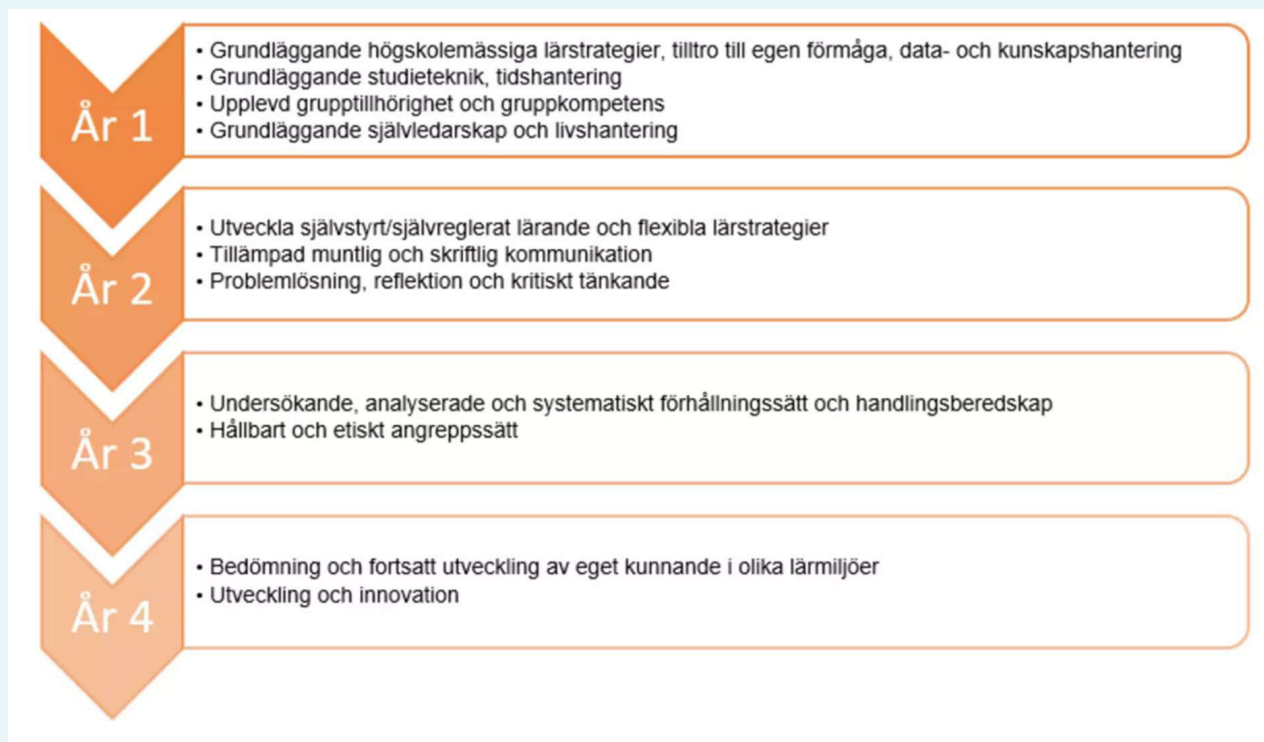 År 1
• Grundläggande högskolemässiga lärstrategier, tilltro till egen förmåga, data- och kunskapshantering
• Grundläggande studieteknik, tidshantering
• Upplevd grupptillhörighet och gruppkompetens
• Grundläggande självledarskap och livshantering
År 2
• Utveckla självstyrt/självreglerat lärande och flexibla lärstrategier
• Tillämpad muntlig och skriftlig kommunikation
• Problemlösning, reflektion och kritiskt tänkande
År 3
• Undersökande, analyserade och systematiskt förhållningssätt och handlingsberedskap
• Hållbart och etiskt angreppssätt
År 4
• Bedömning och fortsatt utveckling av eget kunnande i olika lärmiljöer
• Utveckling och innovation